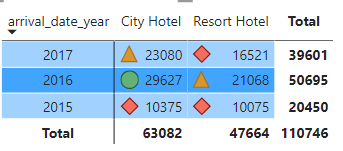 arrival_date_year City Hotel Resort Hotel Total
2017 23080 16521 39601
2016 29627 21068 50695
2015 10375 10075 20450
Total 63082 47664 110746